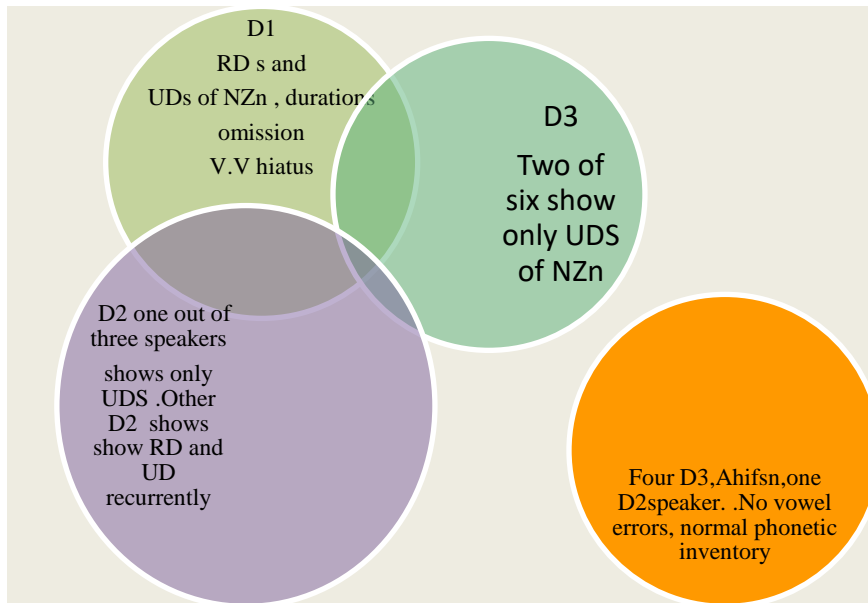 D1
RD s and
UDs of NZn , durations
omission
V.V hiatus
D3
Two of
six show
only UDS
of NZn
D2 one out of
three speakers
shows only
UDS .Other
D2 shows
show RD and
UD
recurrently
Four D3,Ahifsn,one
D2speaker. .No vowel
errors, normal phonetic
inventory